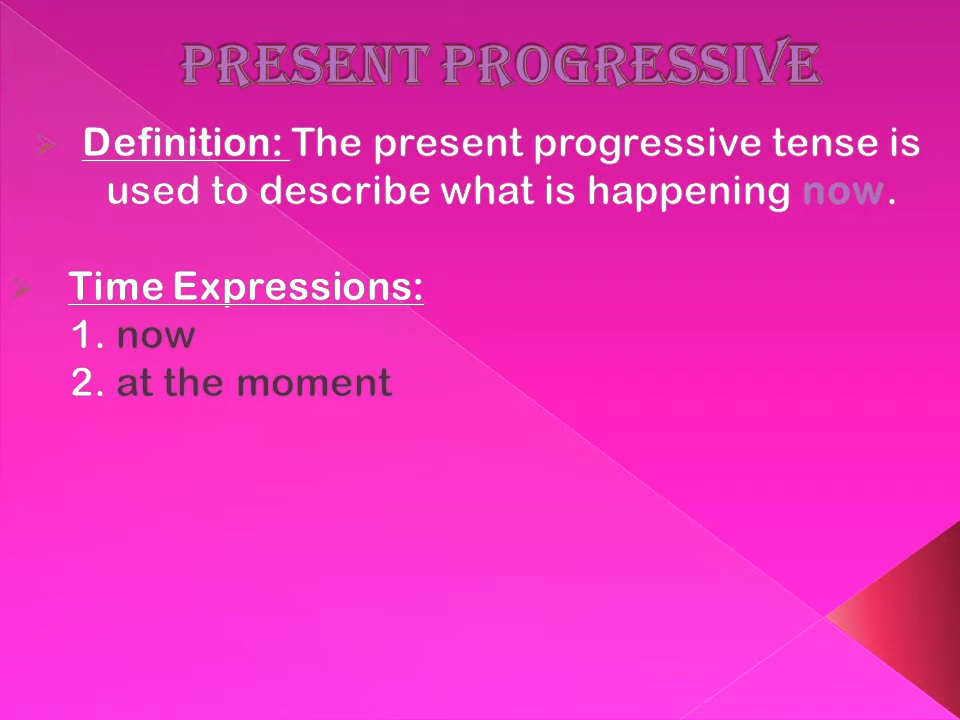 PRESENT PROGRESSIVE
➢ Definition: The present progressive tense is
used to describe what is happening now.
➢ Time Expressions:
1. now
2. at the moment